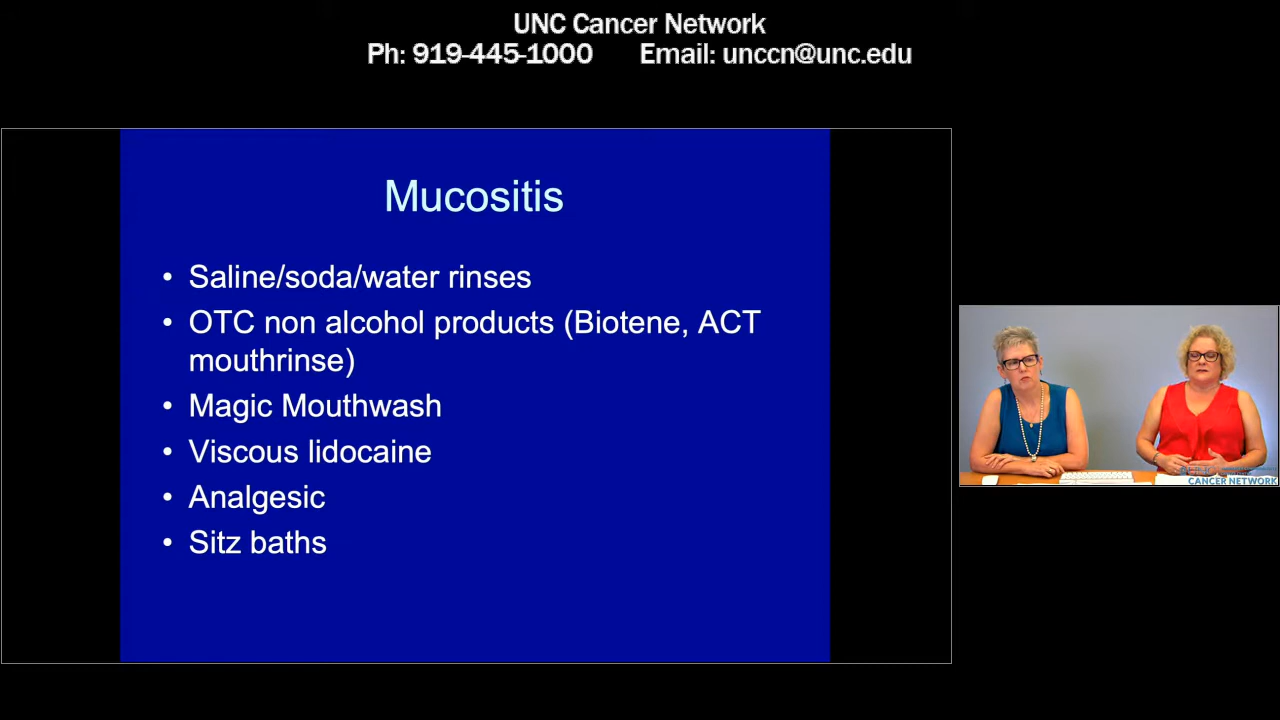 UNC Cancer Network
Ph: 919-445-1000 Email: unccn@unc.edu
Mucositis
• Saline/soda/water rinses
• OTC non alcohol products (Biotene, ACT
mouthrinse)
• Magic Mouthwash
• Viscous lidocaine
• Analgesic
• Sitz baths
CANCER NETWORK